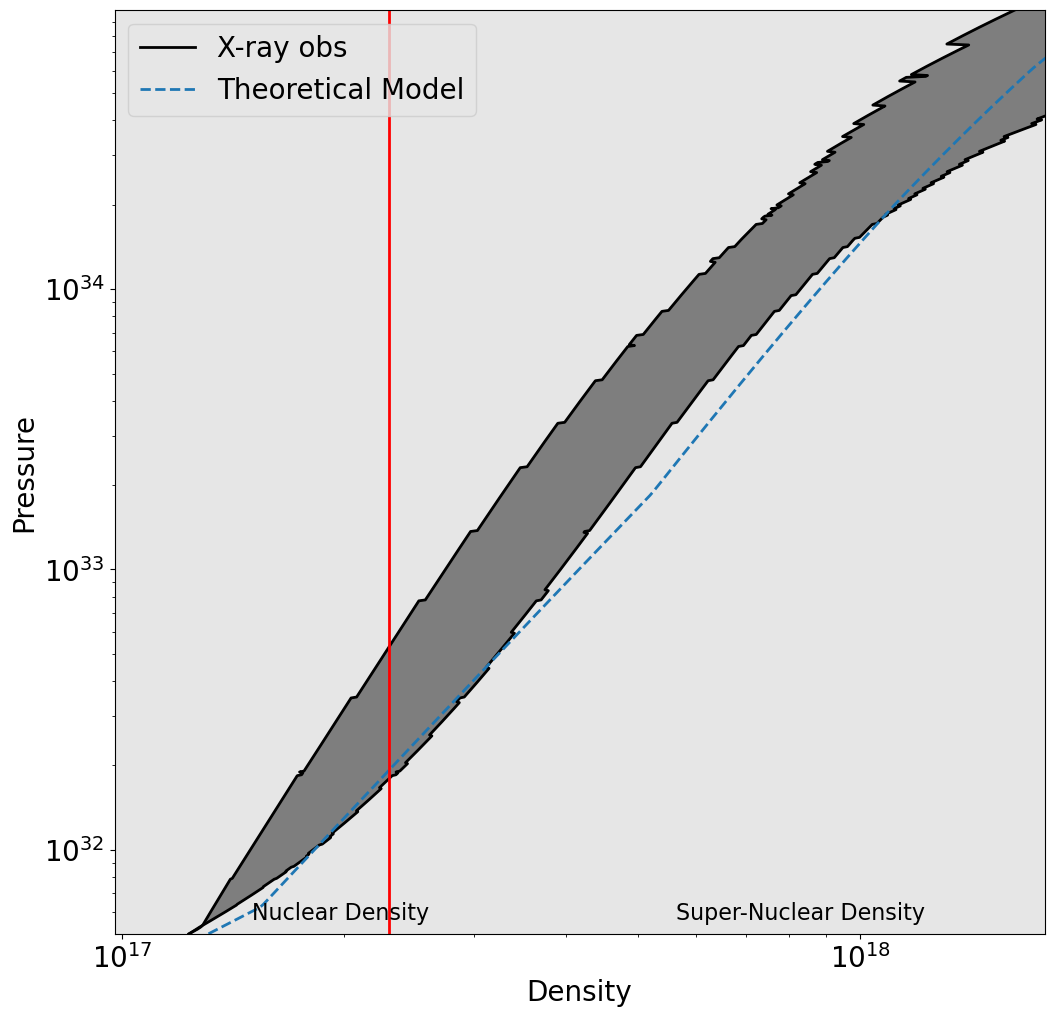 X-ray obs
Theoretical Model
10^34
10^33
10^32
Pressure
Nuclear Density
Super-Nuclear Density
10^17
10^18
Density